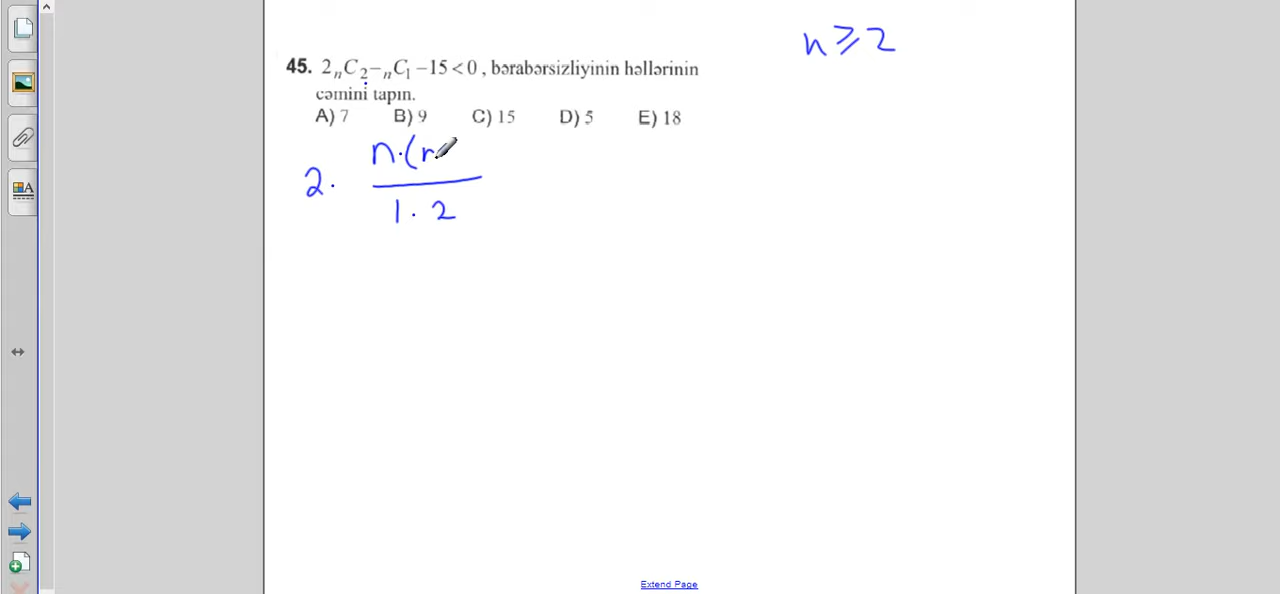 n ⩾ 2
45. 2 ₙC₂ − ₙC₁ − 15 < 0 , bərabərsizliyinin həllərinin
cəmini tapın.
A) 7 B) 9 C) 15 D) 5 E) 18
n·(
2.
1 . 2
Extend Page